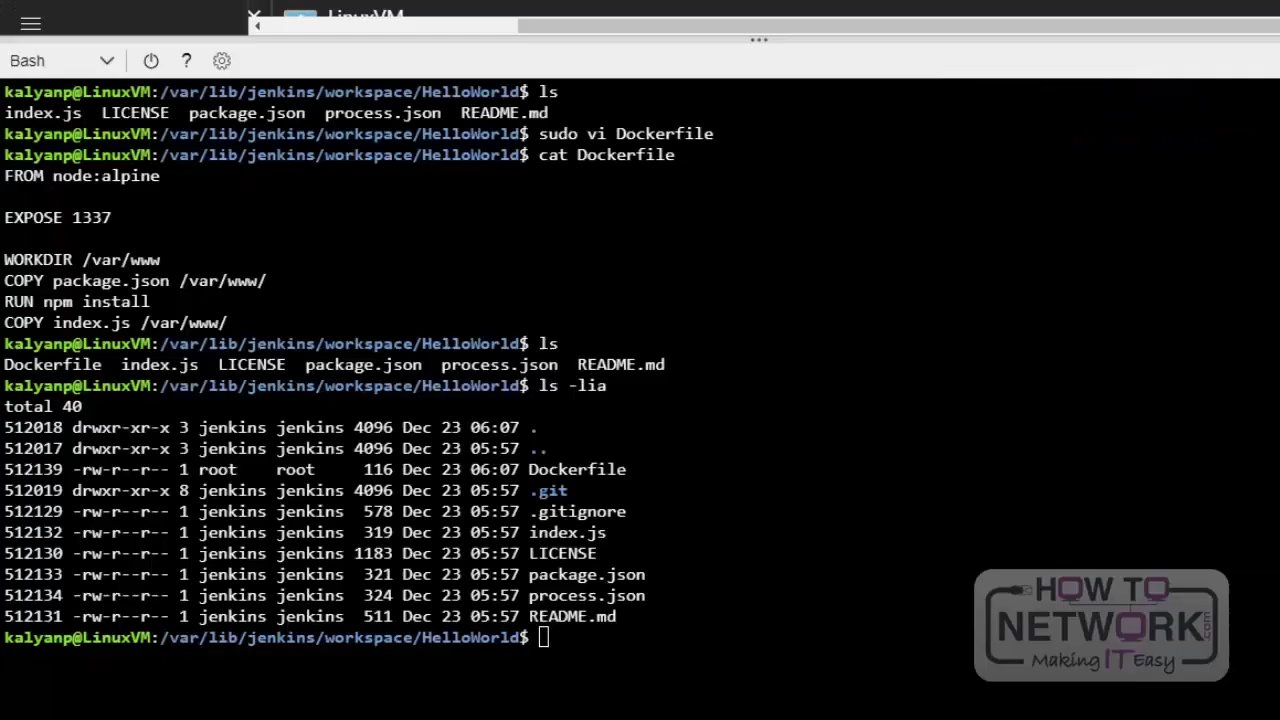 LinuxVM
Bash
?
kalyanp@LinuxVM:/var/lib/jenkins/workspace/HelloWorld$ ls
index.js LICENSE package.json process.json README.md
kalyanp@LinuxVM:/var/lib/jenkins/workspace/HelloWorld$ sudo vi Dockerfile
kalyanp@LinuxVM:/var/lib/jenkins/workspace/HelloWorld$ cat Dockerfile
FROM node:alpine
EXPOSE 1337
WORKDIR /var/www
COPY package.json /var/www/
RUN npm install
COPY index.js /var/www/
kalyanp@LinuxVM:/var/lib/jenkins/workspace/HelloWorld$ ls
Dockerfile index.js LICENSE package.json process.json README.md
kalyanp@LinuxVM:/var/lib/jenkins/workspace/HelloWorld$ ls -lia
total 40
512018 drwxr-xr-x 3 jenkins jenkins 4096 Dec 23 06:07 .
512017 drwxr-xr-x 3 jenkins jenkins 4096 Dec 23 05:57 ..
512139 -rw-r--r-- 1 root root 116 Dec 23 06:07 Dockerfile
512019 drwxr-xr-x 8 jenkins jenkins 4096 Dec 23 05:57 .git
512129 -rw-r--r-- 1 jenkins jenkins 578 Dec 23 05:57 .gitignore
512132 -rw-r--r-- 1 jenkins jenkins 319 Dec 23 05:57 index.js
512130 -rw-r--r-- 1 jenkins jenkins 1183 Dec 23 05:57 LICENSE
512133 -rw-r--r-- 1 jenkins jenkins 321 Dec 23 05:57 package.json
512134 -rw-r--r-- 1 jenkins jenkins 324 Dec 23 05:57 process.json
512131 -rw-r--r-- 1 jenkins jenkins 511 Dec 23 05:57 README.md
kalyanp@LinuxVM:/var/lib/jenkins/workspace/HelloWorld$
HOW TO
NETWORK.com
Making IT Easy